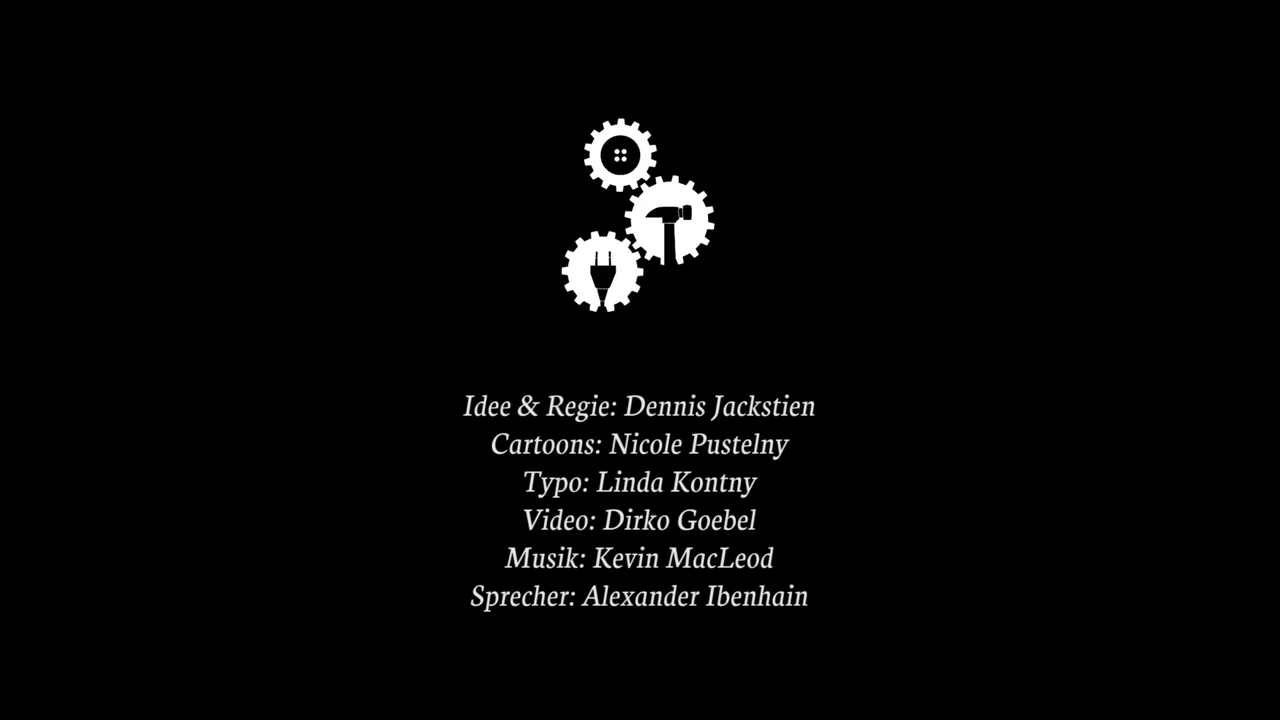 Idee & Regie: Dennis Jackstien
Cartoons: Nicole Pustelny
Typo: Linda Kontny
Video: Dirko Goebel
Musik: Kevin MacLeod
Sprecher: Alexander Ibenhain